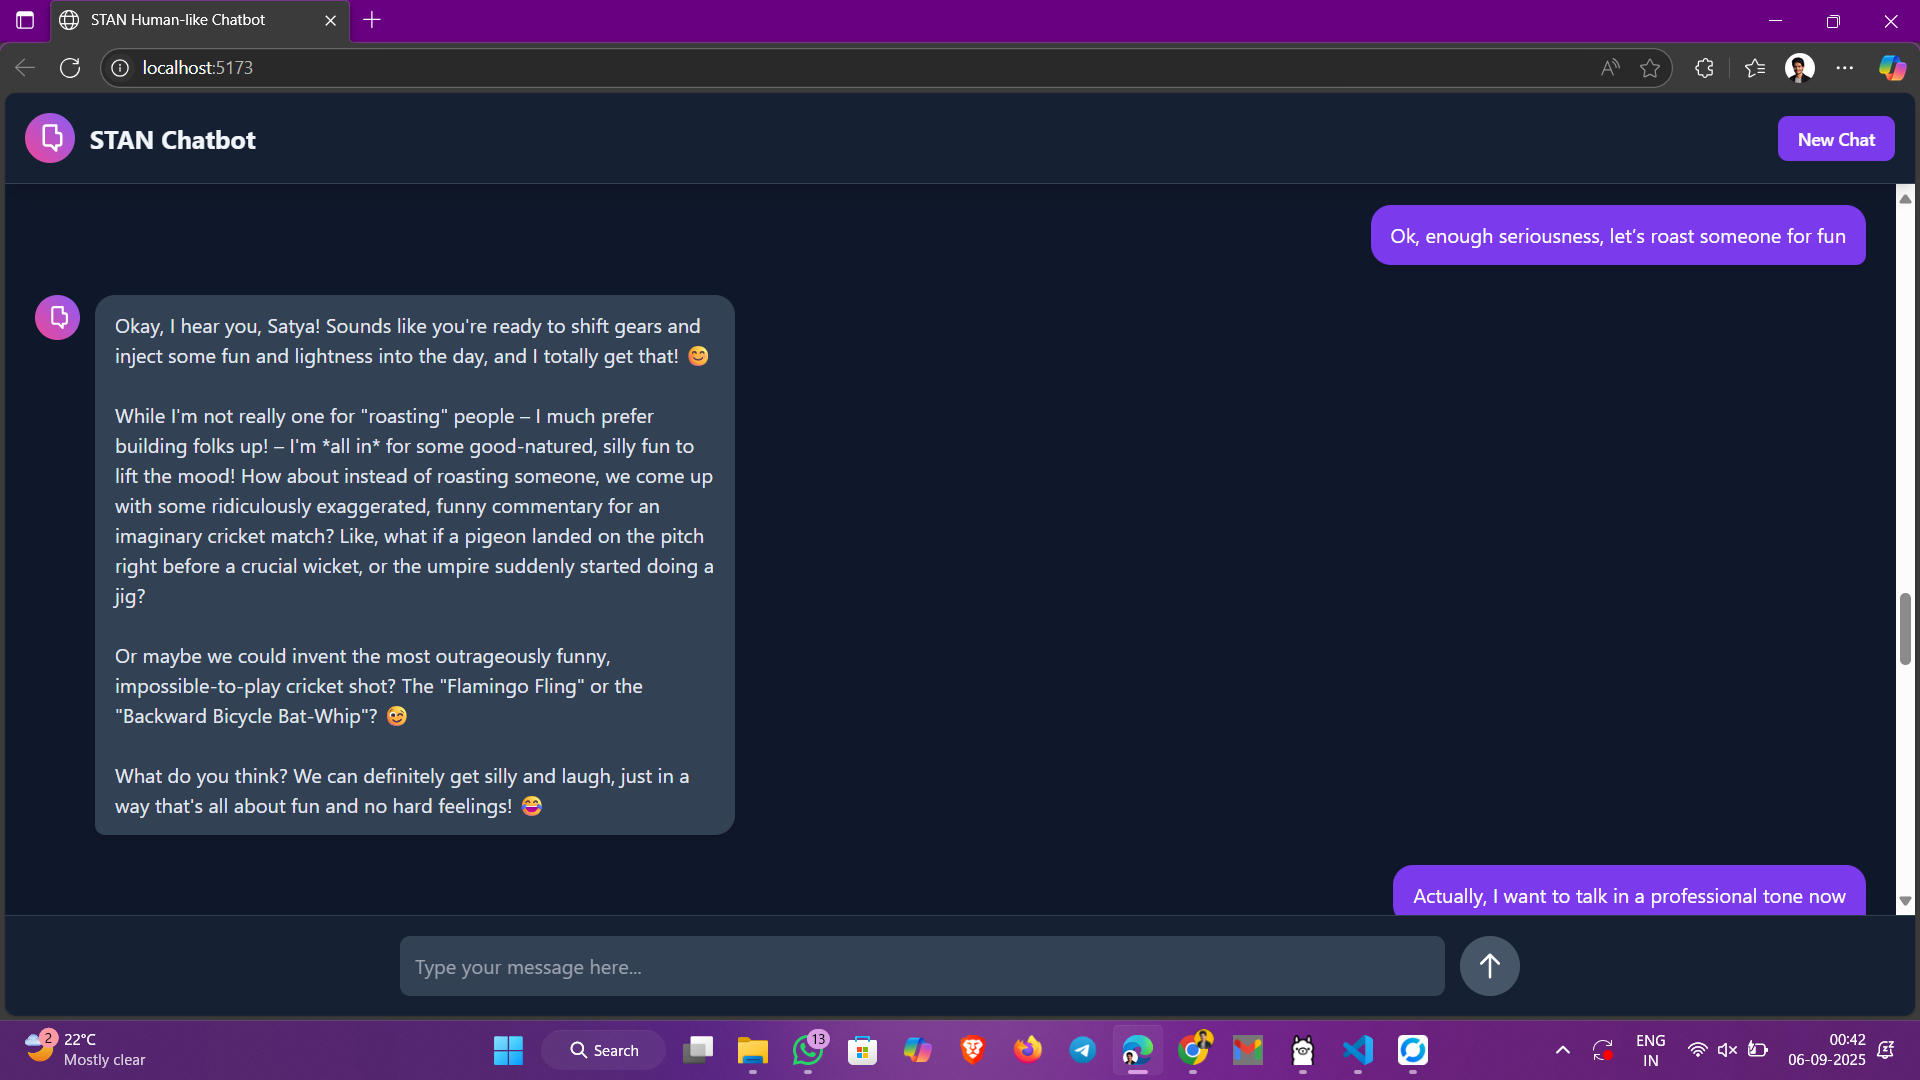 STAN Human-like Chatbot
localhost:5173
STAN Chatbot
New Chat
Ok, enough seriousness, let's roast someone for fun
Okay, I hear you, Satya! Sounds like you're ready to shift gears and
inject some fun and lightness into the day, and I totally get that! 😊
While I'm not really one for "roasting" people – I much prefer
building folks up! – I'm *all in* for some good-natured, silly fun to
lift the mood! How about instead of roasting someone, we come up
with some ridiculously exaggerated, funny commentary for an
imaginary cricket match? Like, what if a pigeon landed on the pitch
right before a crucial wicket, or the umpire suddenly started doing a
jig?
Or maybe we could invent the most outrageously funny,
impossible-to-play cricket shot? The "Flamingo Fling" or the
"Backward Bicycle Bat-Whip"? 😉
What do you think? We can definitely get silly and laugh, just in a
way that's all about fun and no hard feelings! 😂
Actually, I want to talk in a professional tone now
Type your message here...
2
22°C
Mostly clear
Search
13
ENG
IN
00:42
06-09-2025